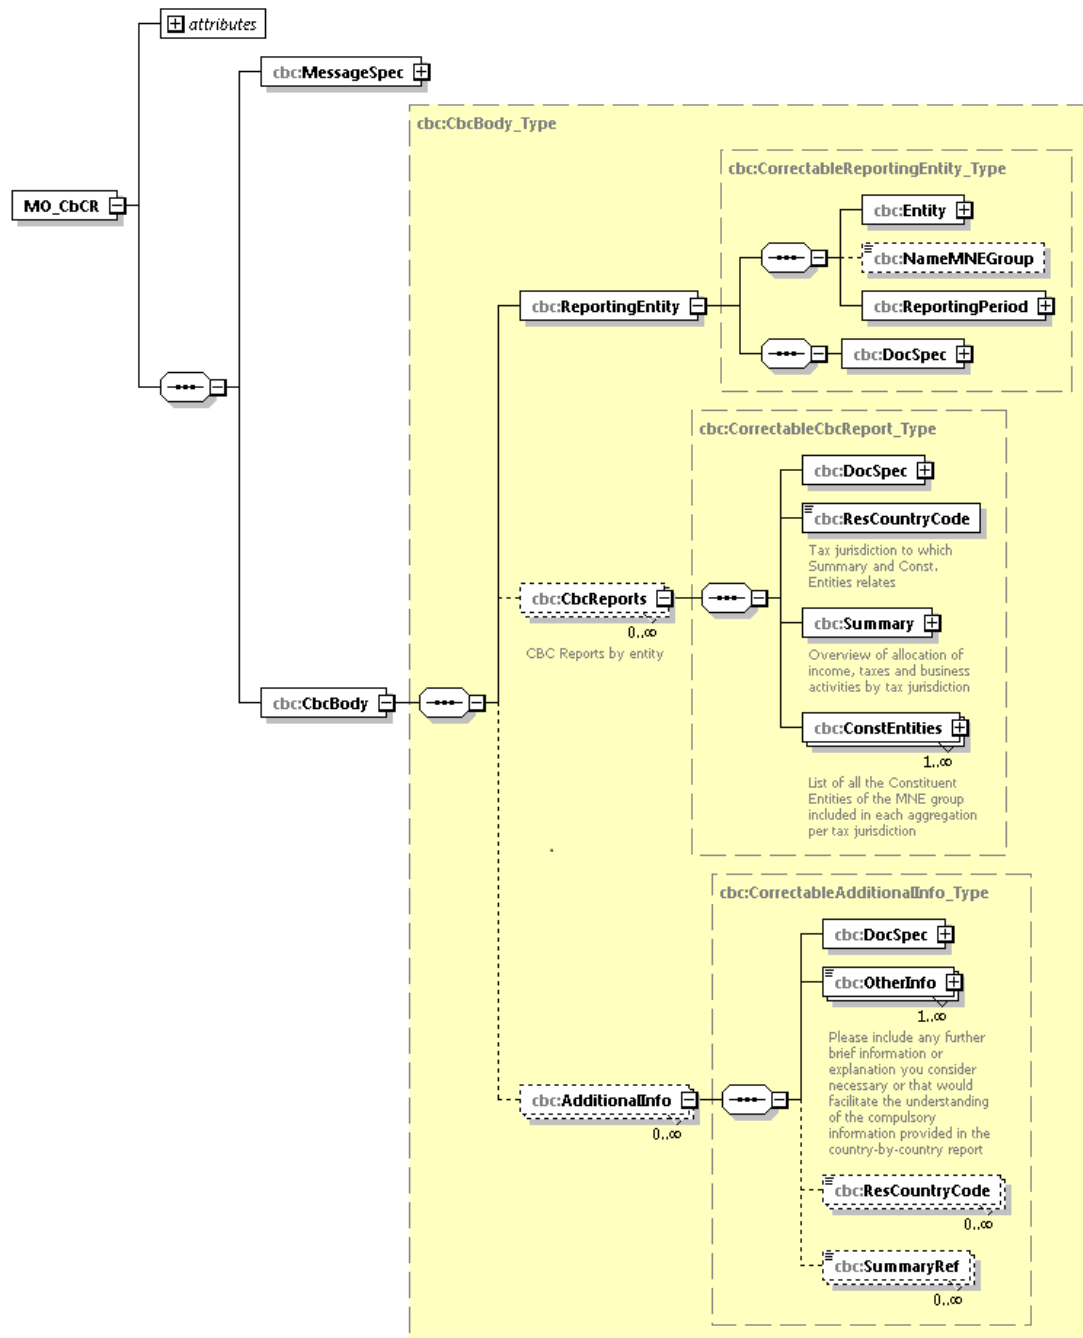 attributes
cbc:MessageSpec
cbc:CbcBody_Type
cbc:CorrectableReportingEntity_Type
MO_CbCR
cbc:Entity
cbc:NameMNEGroup
cbc:ReportingEntity
cbc:ReportingPeriod
cbc:DocSpec
cbc:CorrectableCbcReport_Type
cbc:DocSpec
cbc:ResCountryCode
Tax jurisdiction to which
Summary and Const.
Entities relates
cbc:CbcReports
0..∞
CBC Reports by entity
cbc:Summary
Overview of allocation of
income, taxes and business
activities by tax jurisdiction
cbc:CbcBody
cbc:ConstEntities
1..∞
List of all the Constituent
Entities of the MNE group
included in each aggregation
per tax jurisdiction
cbc:CorrectableAdditionalInfo_Type
cbc:DocSpec
cbc:OtherInfo
1..∞
Please include any further
brief information or
explanation you consider
necessary or that would
facilitate the understanding
of the compulsory
information provided in the
country-by-country report
cbc:AdditionalInfo
0..∞
cbc:ResCountryCode
0..∞
cbc:SummaryRef
0..∞